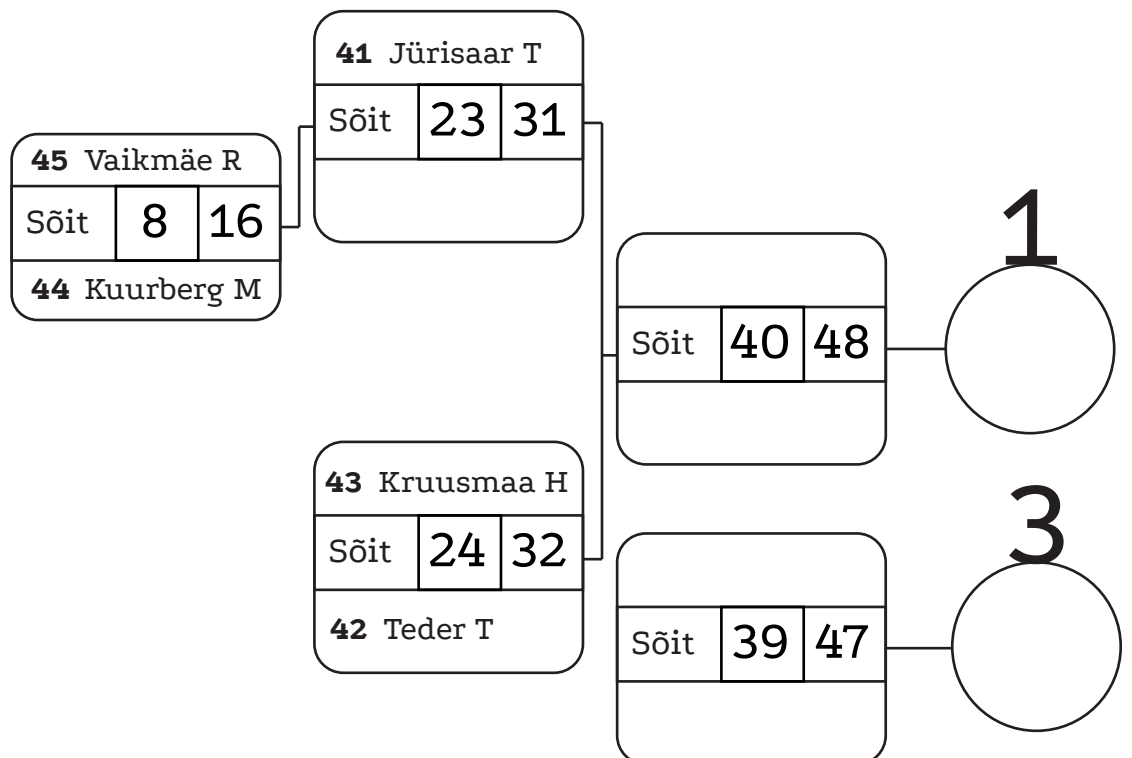 41 Jürisaar T
Sõit 23 31
45 Vaikmäe R
Sõit 8 16
44 Kuurberg M
1
Sõit 40 48
43 Kruusmaa H
Sõit 24 32
42 Teder T
3
Sõit 39 47